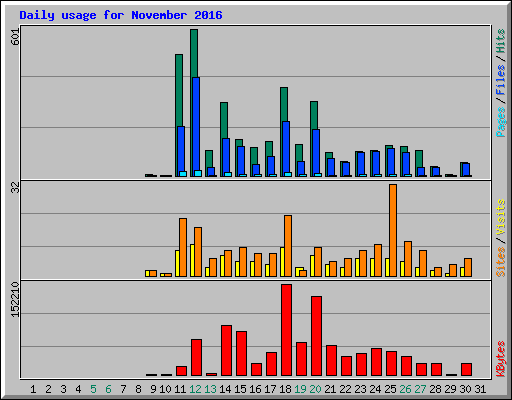 Daily usage for November 2016
601
Pages / Files / Hits
32
Sites / Visits
152210
KBytes
1 2 3 4 5 6 7 8 9 10 11 12 13 14 15 16 17 18 19 20 21 22 23 24 25 26 27 28 29 30 31